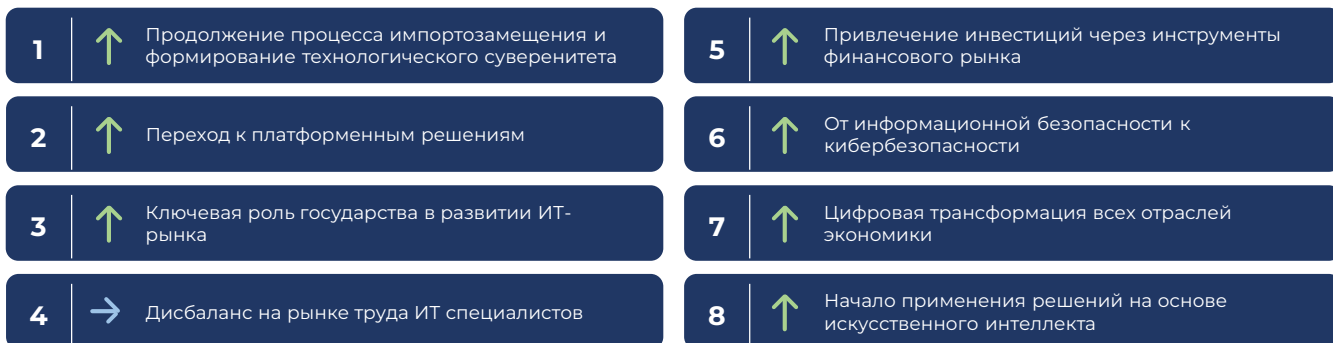 1
Продолжение процесса импортозамещения и
формирование технологического суверенитета
2
Переход к платформенным решениям
3
Ключевая роль государства в развитии ИТ-
рынка
4
Дисбаланс на рынке труда ИТ специалистов
5
Привлечение инвестиций через инструменты
финансового рынка
6
От информационной безопасности к
кибербезопасности
7
Цифровая трансформация всех отраслей
экономики
8
Начало применения решений на основе
искусственного интеллекта